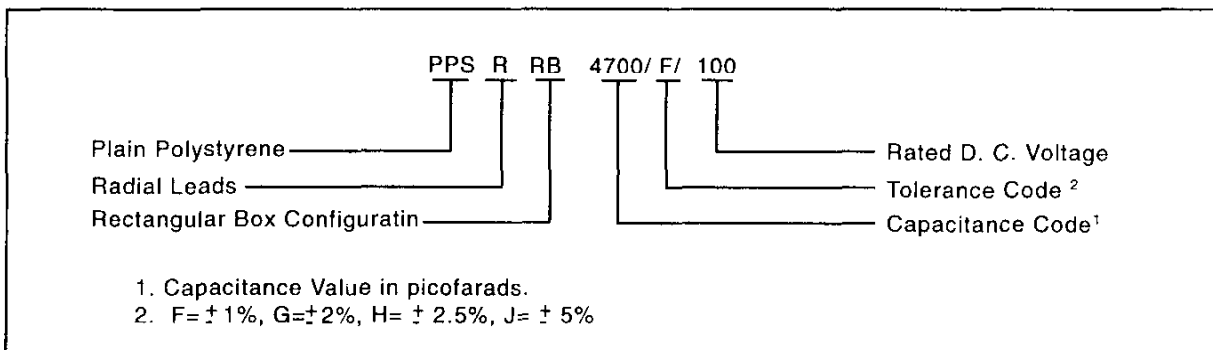 PPS R RB 4700/ F/ 100
Plain Polystyrene
Rated D. C. Voltage
Radial Leads
Tolerance Code ²
Rectangular Box Configuratin
Capacitance Code¹
1. Capacitance Value in picofarads.
2. F= ± 1%, G=±2%, H= ± 2.5%, J= ± 5%